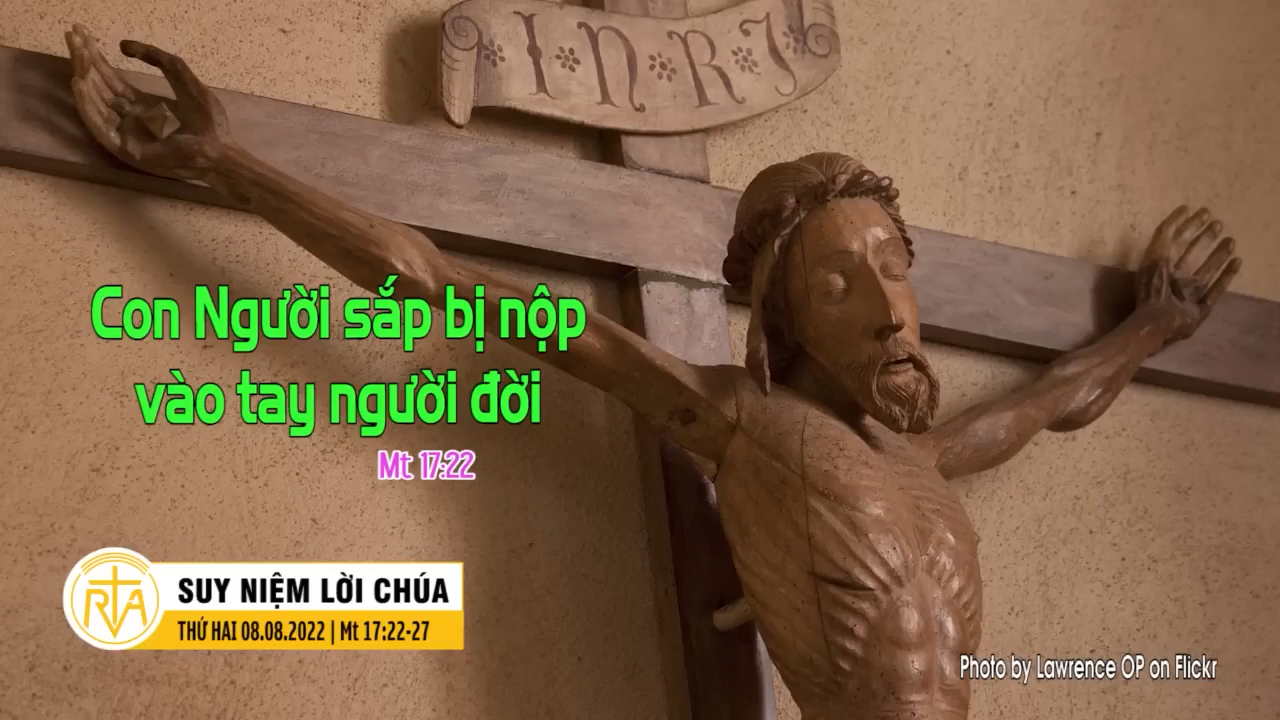 I·N·R·I
Con Người sắp bị nộp
vào tay người đời
Mt 17:22
RVA
SUY NIỆM LỜI CHÚA
THỨ HAI 08.08.2022 | Mt 17:22-27
Photo by Lawrence OP on Flickr